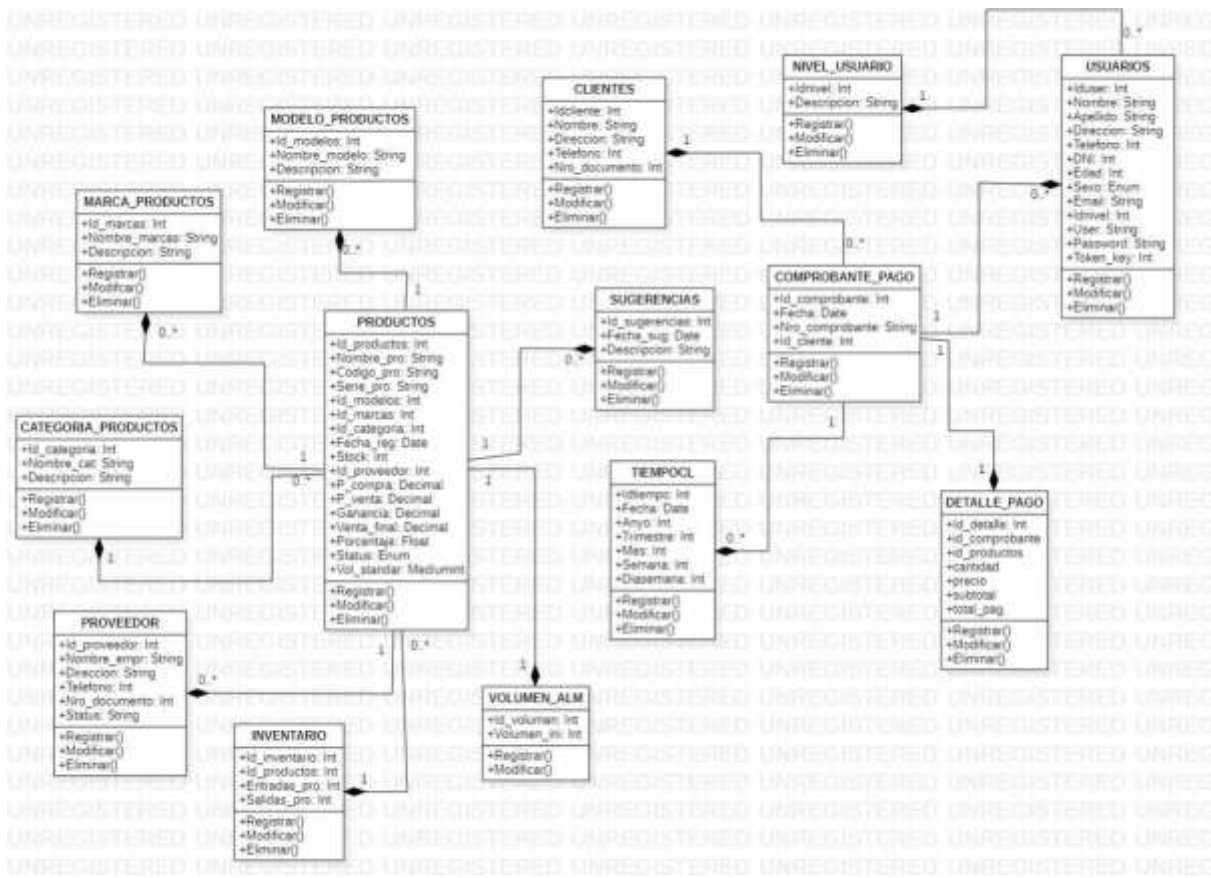 NIVEL_USUARIO
+Idnivel: Int
+Descripcion: String
+Registrar()
+Modificar()
+Eliminar()
USUARIOS
+Iduser: Int
+Nombre: String
+Apellido: String
+Direccion: String
+Telefono: Int
+DNI: Int
+Edad: Int
+Sexo: Enum
+Email: String
+Idnivel: Int
+User: String
+Password: String
+Token_key: Int
+Registrar()
+Modificar()
+Eliminar()
CLIENTES
+Idcliente: Int
+Nombre: String
+Direccion: String
+Telefono: Int
+Nro_documento: Int
+Registrar()
+Modificar()
+Eliminar()
MODELO_PRODUCTOS
+Id_modelos: Int
+Nombre_modelo: String
+Descripcion: String
+Registrar()
+Modificar()
+Eliminar()
MARCA_PRODUCTOS
+Id_marcas: Int
+Nombre_marcas: String
+Descripcion: String
+Registrar()
+Modificar()
+Eliminar()
COMPROBANTE_PAGO
+Id_comprobante: Int
+Fecha: Date
+Nro_comprobante: String
+Id_cliente: Int
+Registrar()
+Modificar()
+Eliminar()
SUGERENCIAS
+Id_sugerencias: Int
+Fecha_sug: Date
+Descripcion: String
+Registrar()
+Modificar()
+Eliminar()
PRODUCTOS
+Id_productos: Int
+Nombre_pro: String
+Codigo_pro: String
+Serie_pro: String
+Id_modelos: Int
+Id_marcas: Int
+Id_categoria: Int
+Fecha_reg: Date
+Stock: Int
+Id_proveedor: Int
+P_compra: Decimal
+P_venta: Decimal
+Ganancia: Decimal
+Venta_final: Decimal
+Porcentaje: Float
+Status: Enum
+Vol_standar: Mediumint
+Registrar()
+Modificar()
+Eliminar()
CATEGORIA_PRODUCTOS
+Id_categoria: Int
+Nombre_cat: String
+Descripcion: String
+Registrar()
+Modificar()
+Eliminar()
TIEMPOCL
+Idtiempo: Int
+Fecha: Date
+Anyo: Int
+Trimestre: Int
+Mes: Int
+Semana: Int
+Diasemana: Int
+Registrar()
+Modificar()
+Eliminar()
DETALLE_PAGO
+Id_detalle: Int
+id_comprobante
+id_productos
+cantidad
+precio
+subtotal
+total_pag
+Registrar()
+Modificar()
+Eliminar()
PROVEEDOR
+Id_proveedor: Int
+Nombre_empr: String
+Direccion: String
+Telefono: Int
+Nro_documento: Int
+Status: String
+Registrar()
+Modificar()
+Eliminar()
VOLUMEN_ALM
+Id_volumen: Int
+Volumen_ini: Int
+Registrar()
+Modificar()
INVENTARIO
+Id_inventario: Int
+Id_productos: Int
+Entradas_pro: Int
+Salidas_pro: Int
+Registrar()
+Modificar()
+Eliminar()